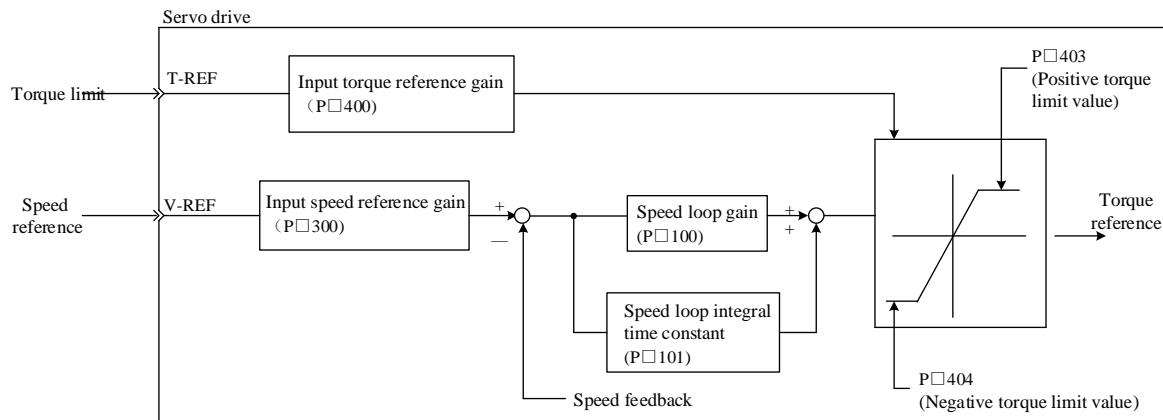 Servo drive
T-REF
Torque limit
Input torque reference gain
（P□400）
P□403
(Positive torque
limit value)
V-REF
Speed
reference
Input speed reference gain
（P□300）
+
—
Speed loop gain
(P□100)
+
+
Torque
reference
Speed loop integral
time constant
(P□101)
Speed feedback
P□404
(Negative torque limit value)